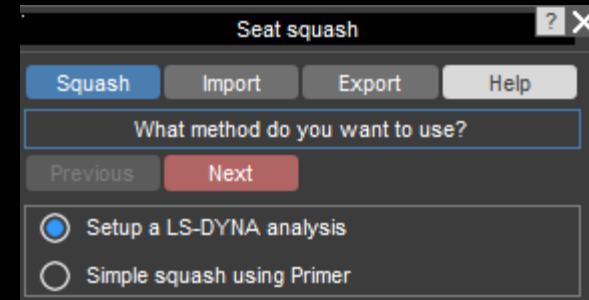 Seat squash ?
Squash Import Export Help
What method do you want to use?
Previous Next
Setup a LS-DYNA analysis
Simple squash using Primer